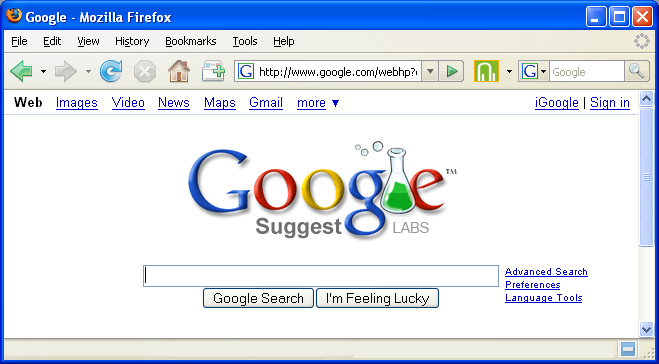 Google - Mozilla Firefox
File Edit View History Bookmarks Tools Help
G http://www.google.com/webhp? G Google
Web Images Video News Maps Gmail more ▼ iGoogle | Sign in
Google™
Suggest LABS
Advanced Search
Preferences
Language Tools
Google Search I'm Feeling Lucky